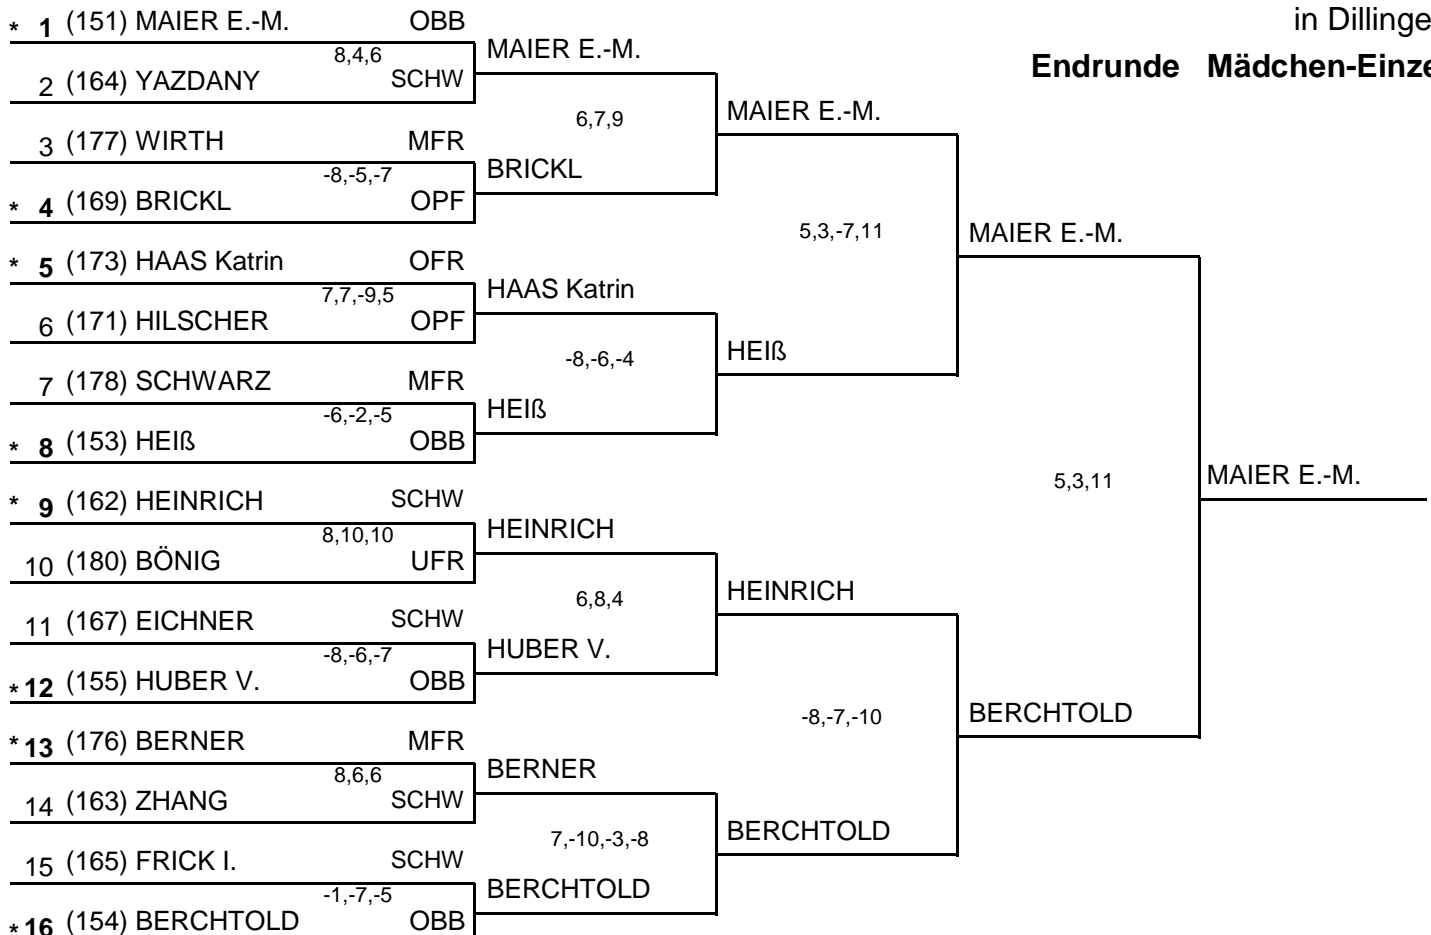 in Dillinge
Endrunde Mädchen-Einze
* 1 (151) MAIER E.-M. OBB
8,4,6
2 (164) YAZDANY SCHW
3 (177) WIRTH MFR
-8,-5,-7
* 4 (169) BRICKL OPF
* 5 (173) HAAS Katrin OFR
7,7,-9,5
6 (171) HILSCHER OPF
7 (178) SCHWARZ MFR
-6,-2,-5
* 8 (153) HEIß OBB
* 9 (162) HEINRICH SCHW
8,10,10
10 (180) BÖNIG UFR
11 (167) EICHNER SCHW
-8,-6,-7
* 12 (155) HUBER V. OBB
* 13 (176) BERNER MFR
8,6,6
14 (163) ZHANG SCHW
15 (165) FRICK I. SCHW
-1,-7,-5
* 16 (154) BERCHTOLD OBB
MAIER E.-M.
6,7,9
BRICKL
HAAS Katrin
-8,-6,-4
HEIß
HEINRICH
6,8,4
HUBER V.
BERNER
7,-10,-3,-8
BERCHTOLD
MAIER E.-M.
5,3,-7,11
HEIß
HEINRICH
-8,-7,-10
BERCHTOLD
MAIER E.-M.
5,3,11
BERCHTOLD
MAIER E.-M.